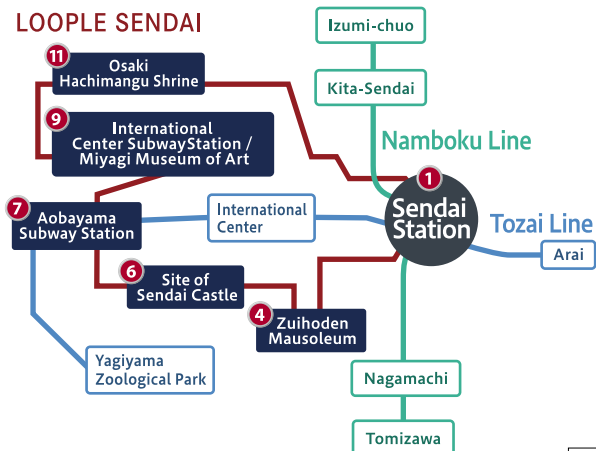 LOOPLE SENDAI
Izumi-chuo
11
Osaki
Hachimangu Shrine
Kita-Sendai
9
International
Center SubwayStation /
Miyagi Museum of Art
Namboku Line
1
Sendai
Station
7
Aobayama
Subway Station
International
Center
Tozai Line
Arai
6
Site of
Sendai Castle
4
Zuihoden
Mausoleum
Yagiyama
Zoological Park
Nagamachi
Tomizawa